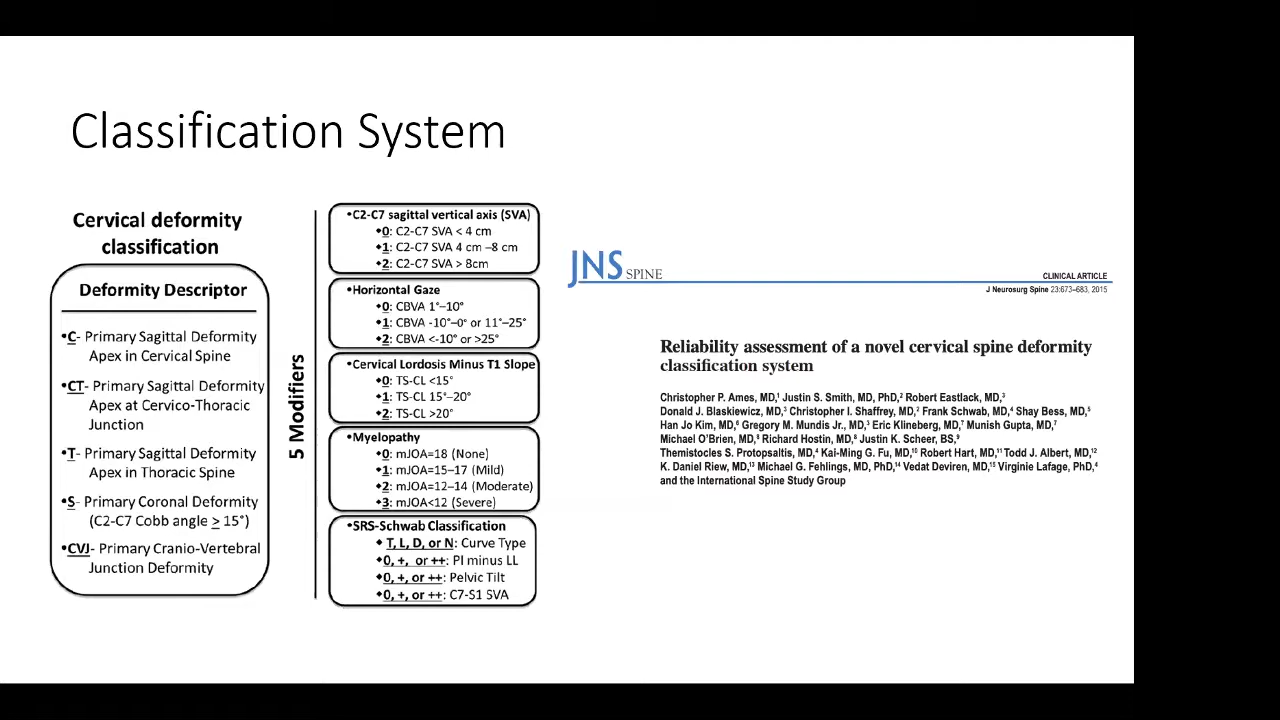 Classification System
Cervical deformity
classification
Deformity Descriptor
•C- Primary Sagittal Deformity
Apex in Cervical Spine
•CT- Primary Sagittal Deformity
Apex at Cervico-Thoracic
Junction
•T- Primary Sagittal Deformity
Apex in Thoracic Spine
•S- Primary Coronal Deformity
(C2-C7 Cobb angle ≥ 15°)
•CVJ- Primary Cranio-Vertebral
Junction Deformity
5 Modifiers
•C2-C7 sagittal vertical axis (SVA)
◆0: C2-C7 SVA < 4 cm
◆1: C2-C7 SVA 4 cm –8 cm
◆2: C2-C7 SVA > 8cm
•Horizontal Gaze
◆0: CBVA 1°–10°
◆1: CBVA -10°–0° or 11°–25°
◆2: CBVA <-10° or >25°
•Cervical Lordosis Minus T1 Slope
◆0: TS-CL <15°
◆1: TS-CL 15°–20°
◆2: TS-CL >20°
•Myelopathy
◆0: mJOA=18 (None)
◆1: mJOA=15–17 (Mild)
◆2: mJOA=12–14 (Moderate)
◆3: mJOA<12 (Severe)
•SRS-Schwab Classification
◆T, L, D, or N: Curve Type
◆0, +, or ++: PI minus LL
◆0, +, or ++: Pelvic Tilt
◆0, +, or ++: C7-S1 SVA
JNS SPINE
CLINICAL ARTICLE
J Neurosurg Spine 23:673–683, 2015
Reliability assessment of a novel cervical spine deformity
classification system
Christopher P. Ames, MD,1 Justin S. Smith, MD, PhD,2 Robert Eastlack, MD,3
Donald J. Blaskiewicz, MD,3 Christopher I. Shaffrey, MD,2 Frank Schwab, MD,4 Shay Bess, MD,5
Han Jo Kim, MD,6 Gregory M. Mundis Jr., MD,3 Eric Klineberg, MD,7 Munish Gupta, MD,7
Michael O'Brien, MD,8 Richard Hostin, MD,8 Justin K. Scheer, BS,9
Themistocles S. Protopsaltis, MD,4 Kai-Ming G. Fu, MD,10 Robert Hart, MD,11 Todd J. Albert, MD,12
K. Daniel Riew, MD,13 Michael G. Fehlings, MD, PhD,14 Vedat Deviren, MD,15 Virginie Lafage, PhD,4
and the International Spine Study Group